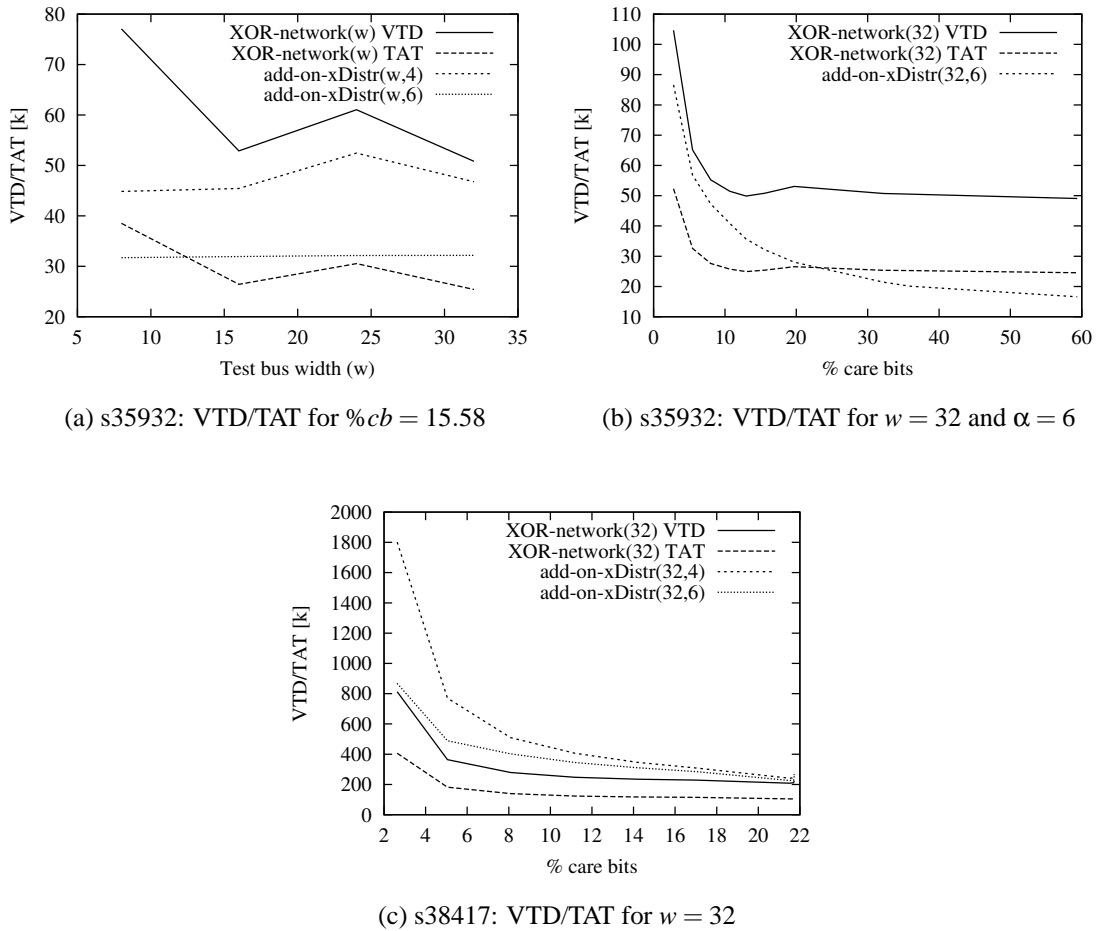 80
70
60
50
40
30
20
VTD/TAT [k]
XOR-network(w) VTD
XOR-network(w) TAT
add-on-xDistr(w,4)
add-on-xDistr(w,6)
5 10 15 20 25 30 35
Test bus width (w)
(a) s35932: VTD/TAT for %cb = 15.58
110
100
90
80
70
60
50
40
30
20
10
VTD/TAT [k]
XOR-network(32) VTD
XOR-network(32) TAT
add-on-xDistr(32,6)
0 10 20 30 40 50 60
% care bits
(b) s35932: VTD/TAT for w = 32 and α = 6
2000
1800
1600
1400
1200
1000
800
600
400
200
0
VTD/TAT [k]
XOR-network(32) VTD
XOR-network(32) TAT
add-on-xDistr(32,4)
add-on-xDistr(32,6)
2 4 6 8 10 12 14 16 18 20 22
% care bits
(c) s38417: VTD/TAT for w = 32